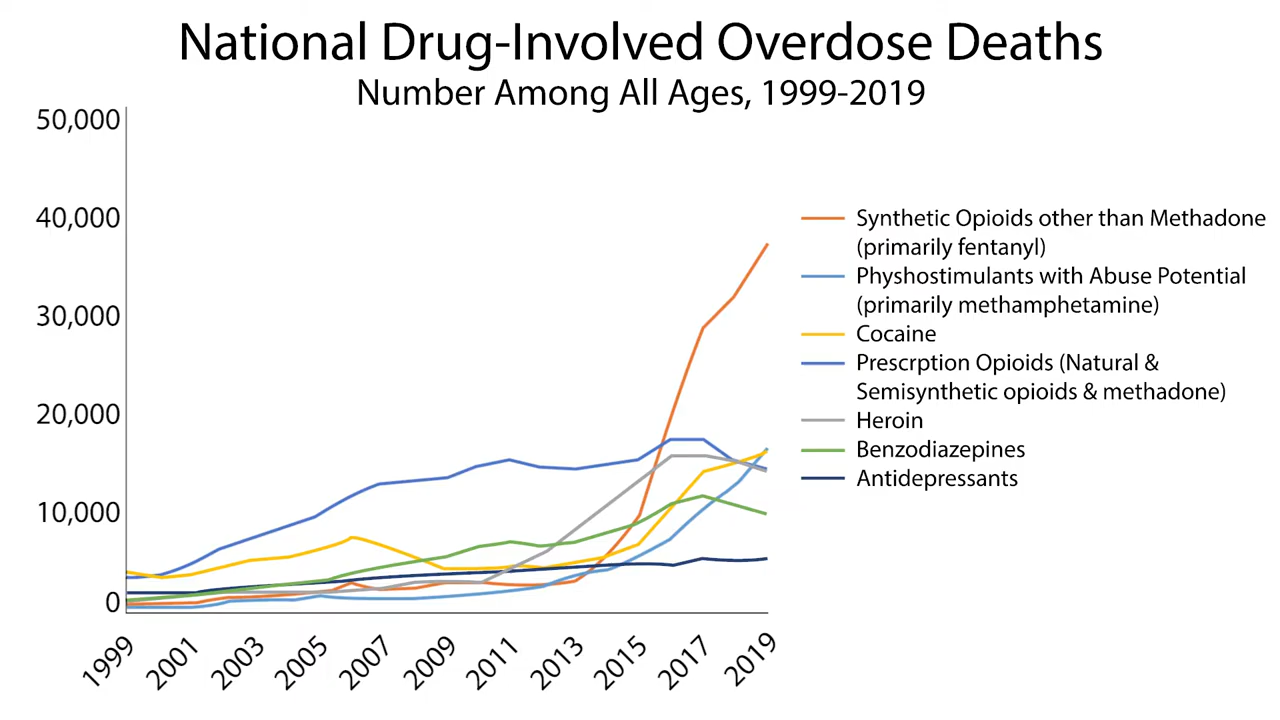 National Drug-Involved Overdose Deaths
Number Among All Ages, 1999-2019
50,000
40,000
30,000
20,000
10,000
0
1999
2001
2003
2005
2007
2009
2011
2013
2015
2017
2019
Synthetic Opioids other than Methadone
(primarily fentanyl)
Physhostimulants with Abuse Potential
(primarily methamphetamine)
Cocaine
Prescrption Opioids (Natural &
Semisynthetic opioids & methadone)
Heroin
Benzodiazepines
Antidepressants